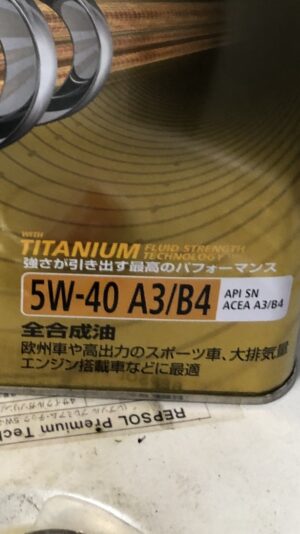 WITH
TITANIUM FLUID STRENGTH TECHNOLOGY
強さが引き出す最高のパフォーマンス
5W-40 A3/B4
API SN
ACEA A3/B4
全合成油
欧州車や高出力のスポーツ車、大排気量
エンジン搭載車などに最適
REPSOL Premium Tech